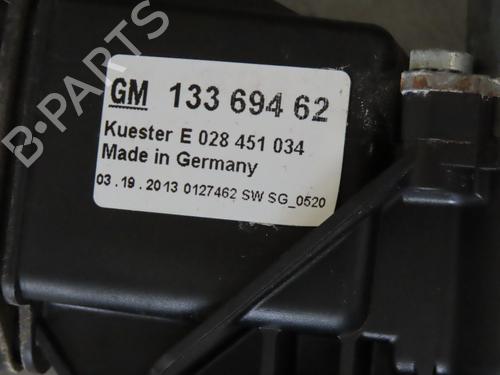 GM 133 694 62
Kuester E 028 451 034
Made in Germany
03 . 19 . 2013 0127462 SW SG_0520
B-PARTS